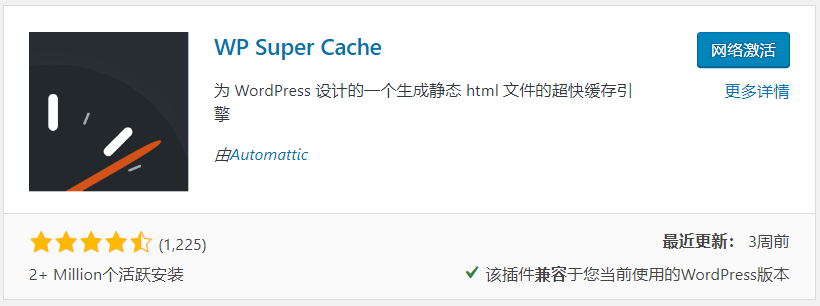 WP Super Cache
网络激活
为 WordPress 设计的一个生成静态 html 文件的超快缓存引
擎
更多详情
由Automattic
(1,225)
最近更新： 3周前
2+ Million个活跃安装
该插件兼容于您当前使用的WordPress版本